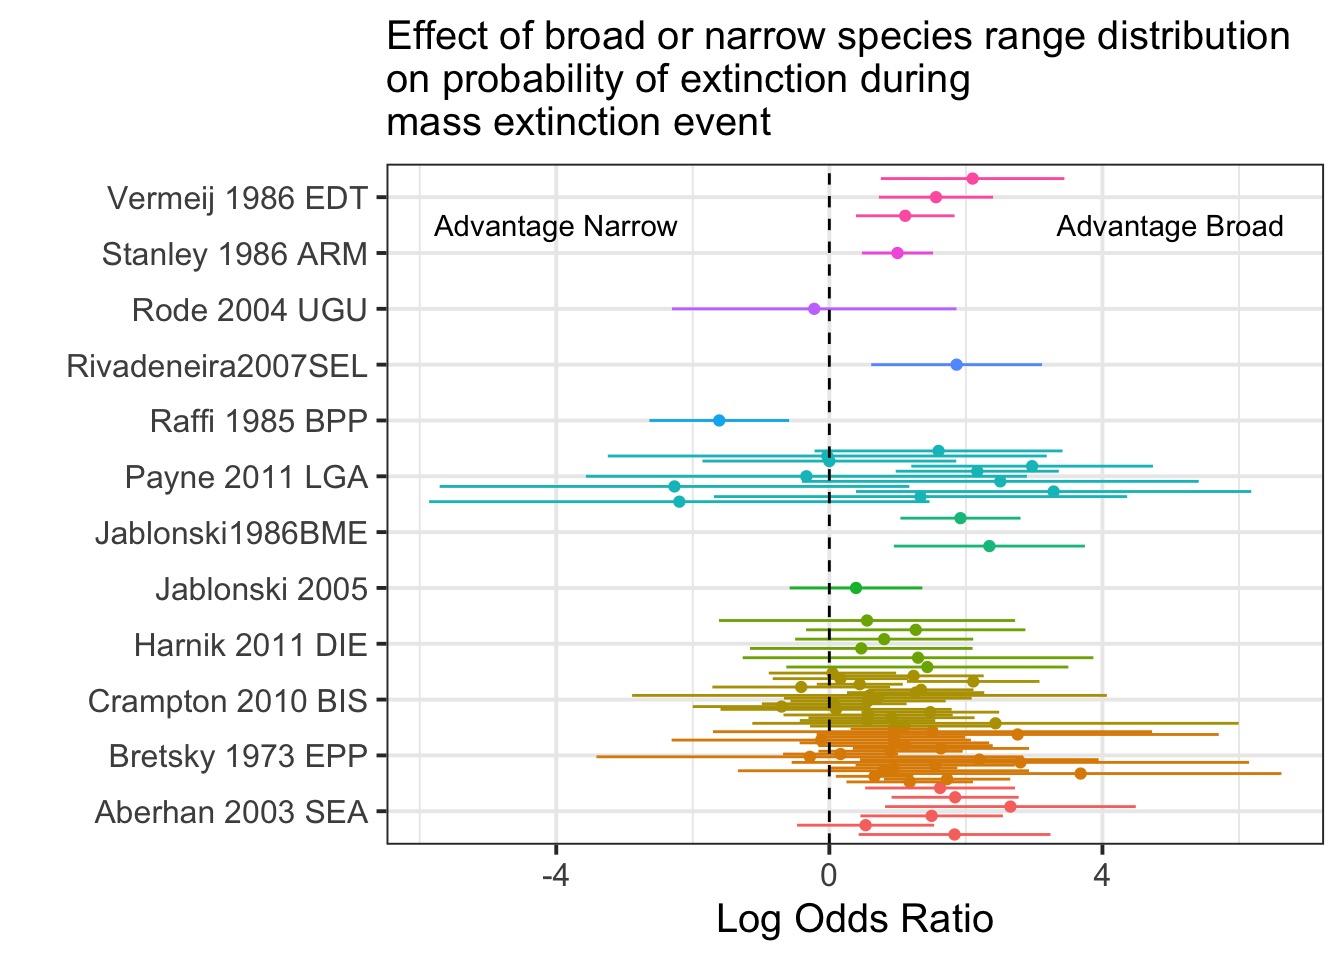 Effect of broad or narrow species range distribution
on probability of extinction during
mass extinction event
Vermeij 1986 EDT
Advantage Narrow
Advantage Broad
Stanley 1986 ARM
Rode 2004 UGU
Rivadeneira2007SEL
Raffi 1985 BPP
Payne 2011 LGA
Jablonski1986BME
Jablonski 2005
Harnik 2011 DIE
Crampton 2010 BIS
Bretsky 1973 EPP
Aberhan 2003 SEA
-4
0
4
Log Odds Ratio